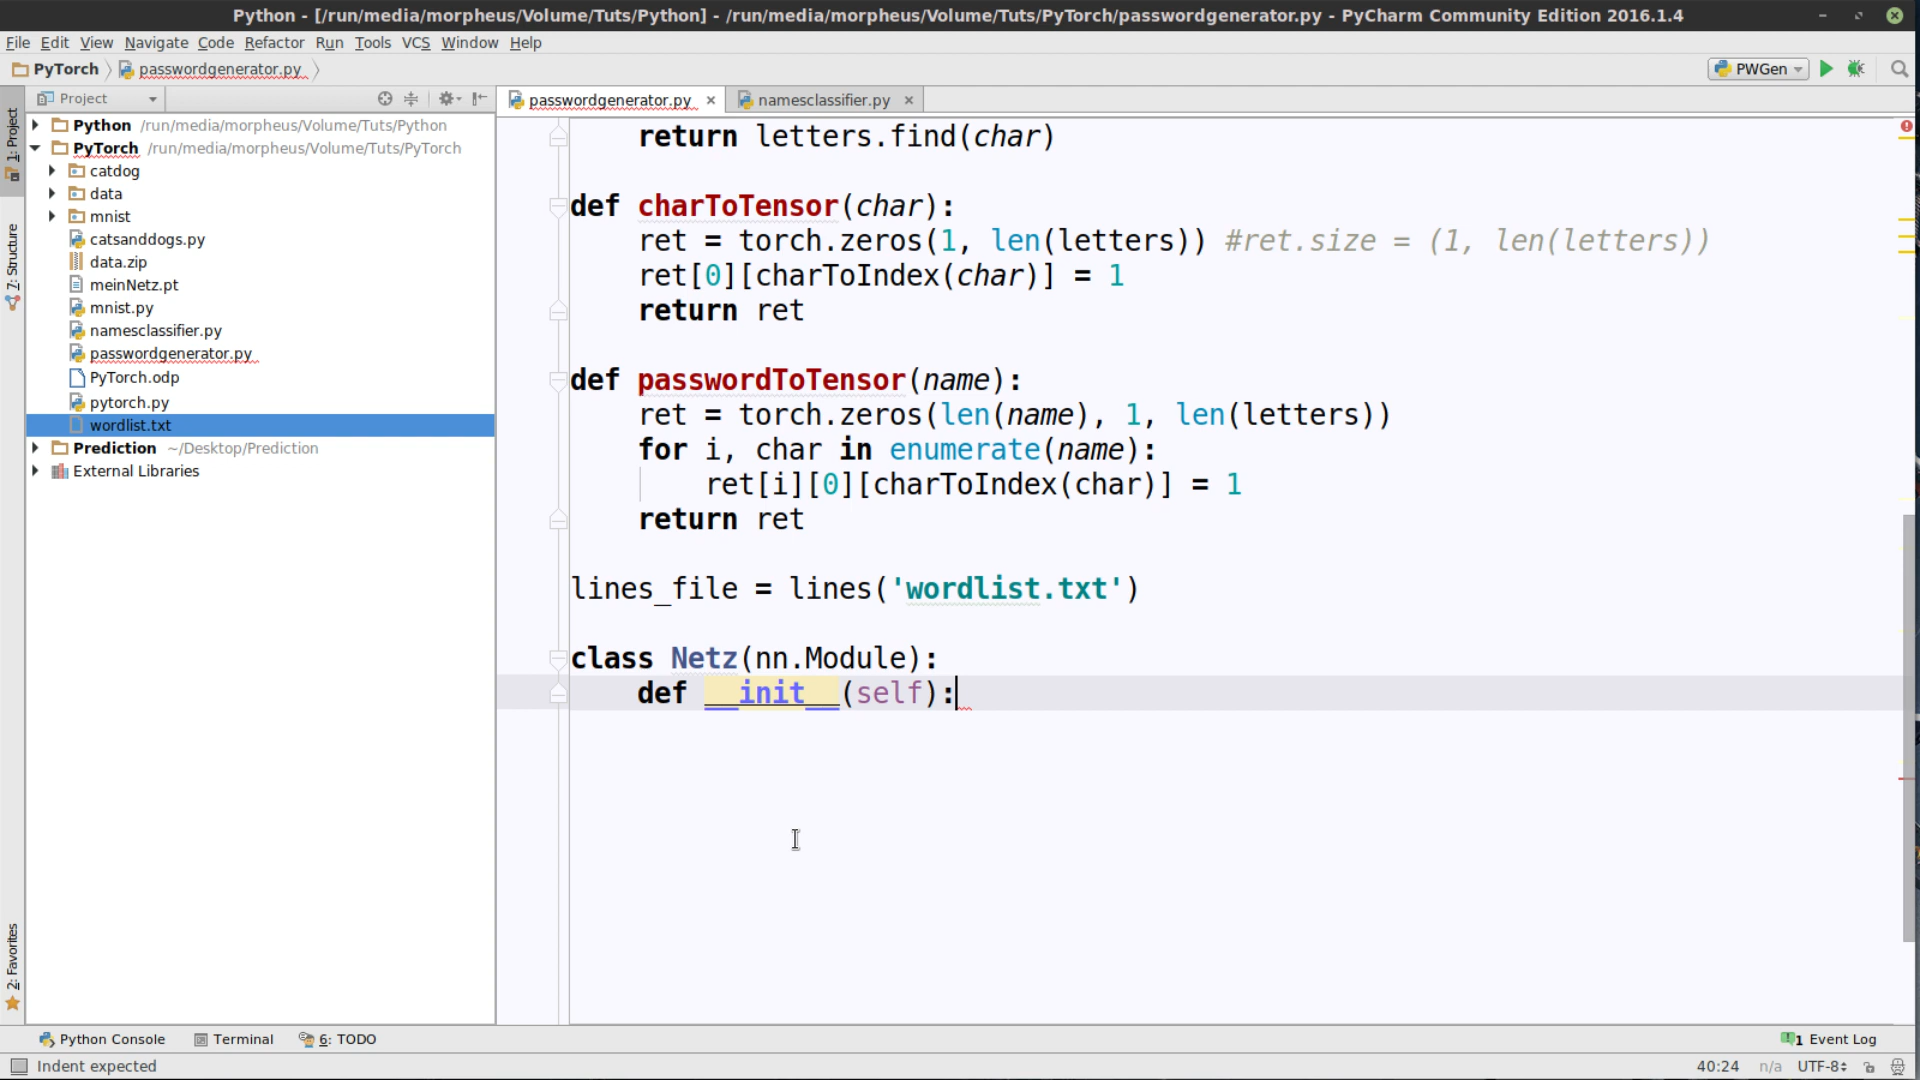 Python - [/run/media/morpheus/Volume/Tuts/Python] - /run/media/morpheus/Volume/Tuts/PyTorch/passwordgenerator.py - PyCharm Community Edition 2016.1.4
File Edit View Navigate Code Refactor Run Tools VCS Window Help
PyTorch passwordgenerator.py PWGen
Project passwordgenerator.py namesclassifier.py
1: Project
7: Structure
2: Favorites
Python /run/media/morpheus/Volume/Tuts/Python
PyTorch /run/media/morpheus/Volume/Tuts/PyTorch
catdog
data
mnist
catsanddogs.py
data.zip
meinNetz.pt
mnist.py
namesclassifier.py
passwordgenerator.py
PyTorch.odp
pytorch.py
wordlist.txt
Prediction ~/Desktop/Prediction
External Libraries
return letters.find(char)
def charToTensor(char):
ret = torch.zeros(1, len(letters)) #ret.size = (1, len(letters))
ret[0][charToIndex(char)] = 1
return ret
def passwordToTensor(name):
ret = torch.zeros(len(name), 1, len(letters))
for i, char in enumerate(name):
ret[i][0][charToIndex(char)] = 1
return ret
lines_file = lines('wordlist.txt')
class Netz(nn.Module):
def __init__(self):
Python Console Terminal 6: TODO 1 Event Log
Indent expected 40:24 n/a UTF-8